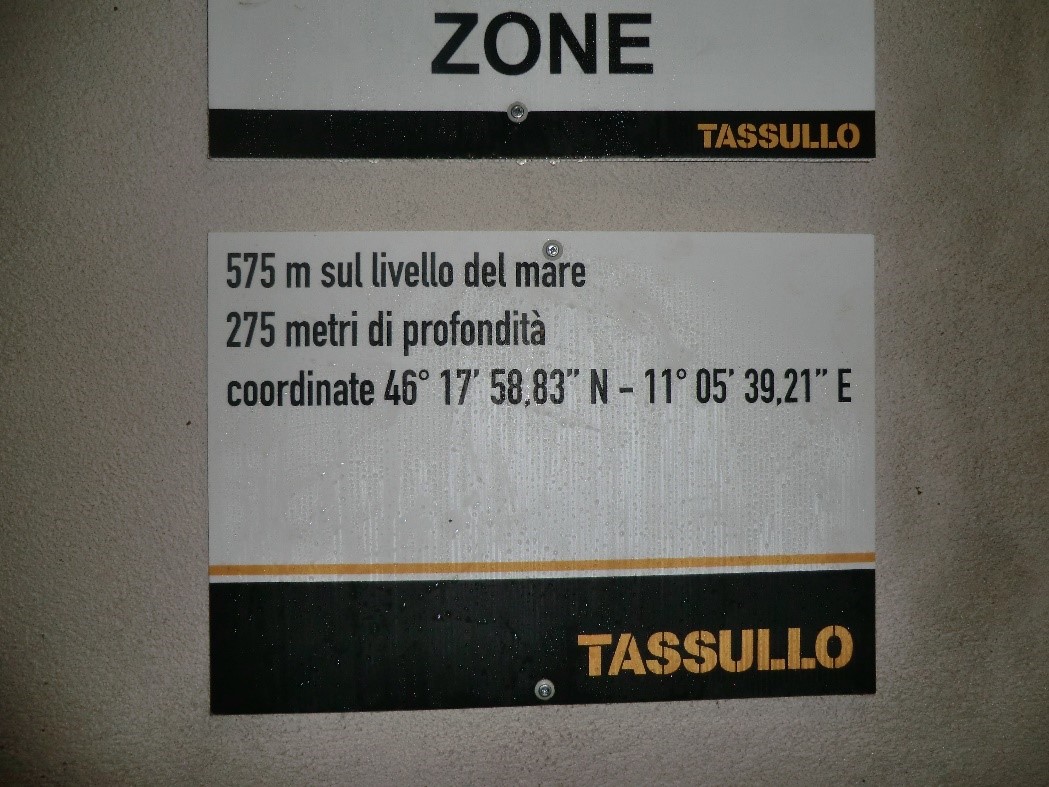 ZONE
TASSULLO
575 m sul livello del mare
275 metri di profondità
coordinate 46° 17’ 58,83” N - 11° 05’ 39,21” E
TASSULLO